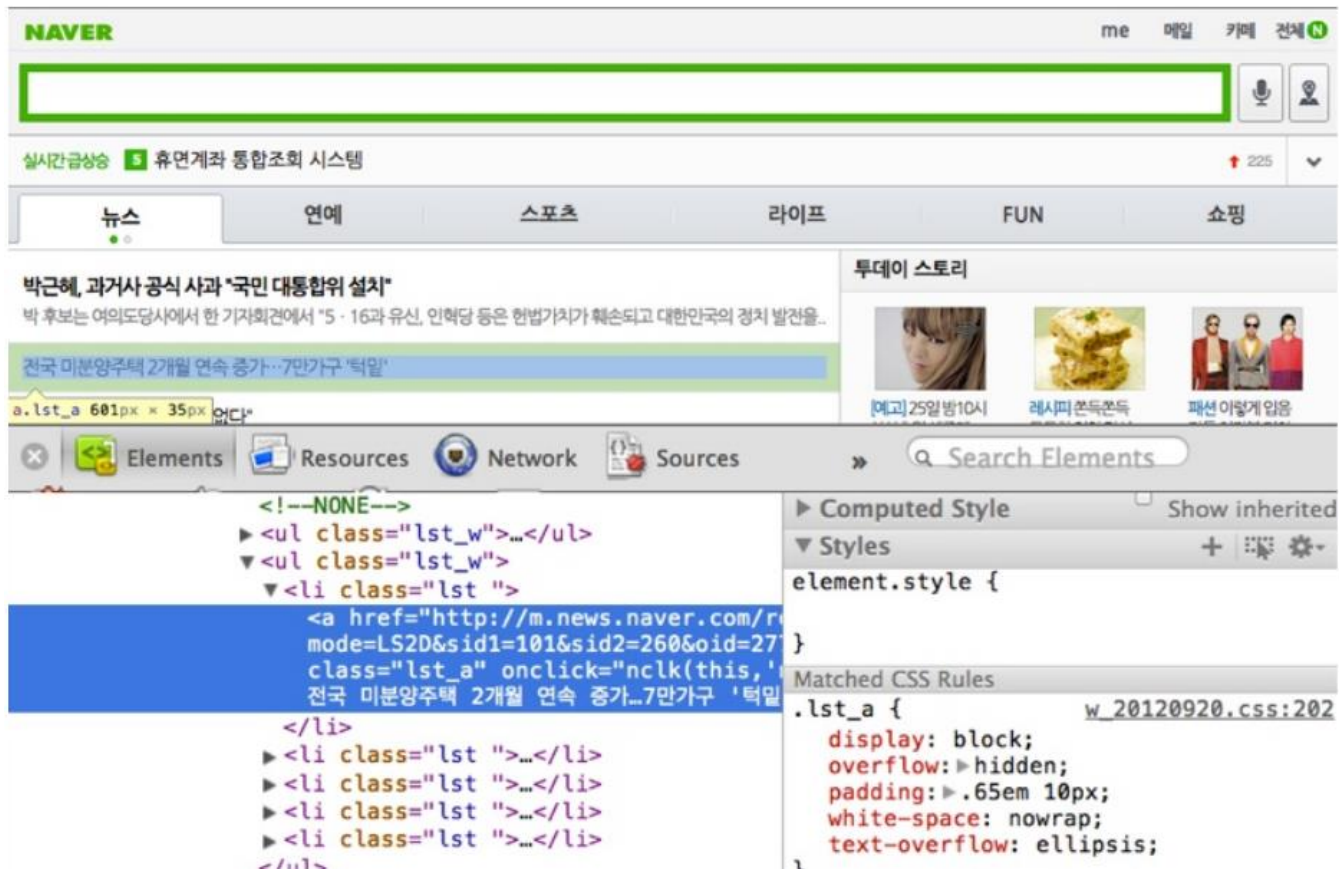 NAVER
me 메일 카페 전체 N
실시간급상승 5 휴면계좌 통합조회 시스템 225
뉴스 연예 스포츠 라이프 FUN 쇼핑
박근혜, 과거사 공식 사과 "국민 대통합위 설치"
박 후보는 여의도당사에서 한 기자회견에서 "5·16과 유신, 인혁당 등은 헌법가치가 훼손되고 대한민국의 정치 발전을..
전국 미분양주택 2개월 연속 증가…7만가구 '턱밑'
a.lst_a 601px × 35px 없다"
투데이 스토리
[예고] 25일 밤10시
레시피 쫀득쫀득
패션 이렇게 입음
Elements Resources Network Sources » Search Elements
<!--NONE-->
▶<ul class="lst_w">…</ul>
▼<ul class="lst_w">
▼<li class="lst ">
<a href="http://m.news.naver.com/r
mode=LS2D&sid1=101&sid2=260&oid=27
class="lst_a" onclick="nclk(this,'
전국 미분양주택 2개월 연속 증가…7만가구 '턱밑
</li>
▶<li class="lst ">…</li>
▶<li class="lst ">…</li>
▶<li class="lst ">…</li>
▶<li class="lst ">…</li>
</ul>
▶ Computed Style Show inherited
▼ Styles
element.style {
}
Matched CSS Rules
.lst_a { w_20120920.css:202
display: block;
overflow:▶hidden;
padding:▶.65em 10px;
white-space: nowrap;
text-overflow: ellipsis;
}